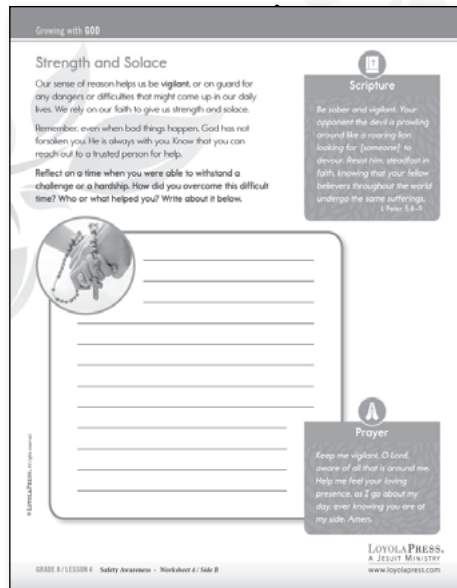 Growing with GOD
Strength and Solace
Our sense of reason helps us be vigilant, or on guard for
any dangers or difficulties that might come up in our daily
lives. We rely on our faith to give us strength and solace.
Remember, even when bad things happen, God has not
forsaken you. He is always with you. Know that you can
reach out to a trusted person for help.
Reflect on a time when you were able to withstand a
challenge or a hardship. How did you overcome this difficult
time? Who or what helped you? Write about it below.
Scripture
Be sober and vigilant. Your
opponent the devil is prowling
around like a roaring lion
looking for [someone] to
devour. Resist him, steadfast in
faith, knowing that your fellow
believers throughout the world
undergo the same sufferings.
1 Peter 5:8–9
Prayer
Keep me vigilant, O Lord,
aware of all that is around me.
Help me feel your loving
presence, as I go about my
day, ever knowing you are at
my side. Amen.
© LOYOLA PRESS. All rights reserved.
GRADE 8 / LESSON 4 Safety Awareness • Worksheet 4 / Side B
LOYOLA PRESS.
A JESUIT MINISTRY
www.loyolapress.com